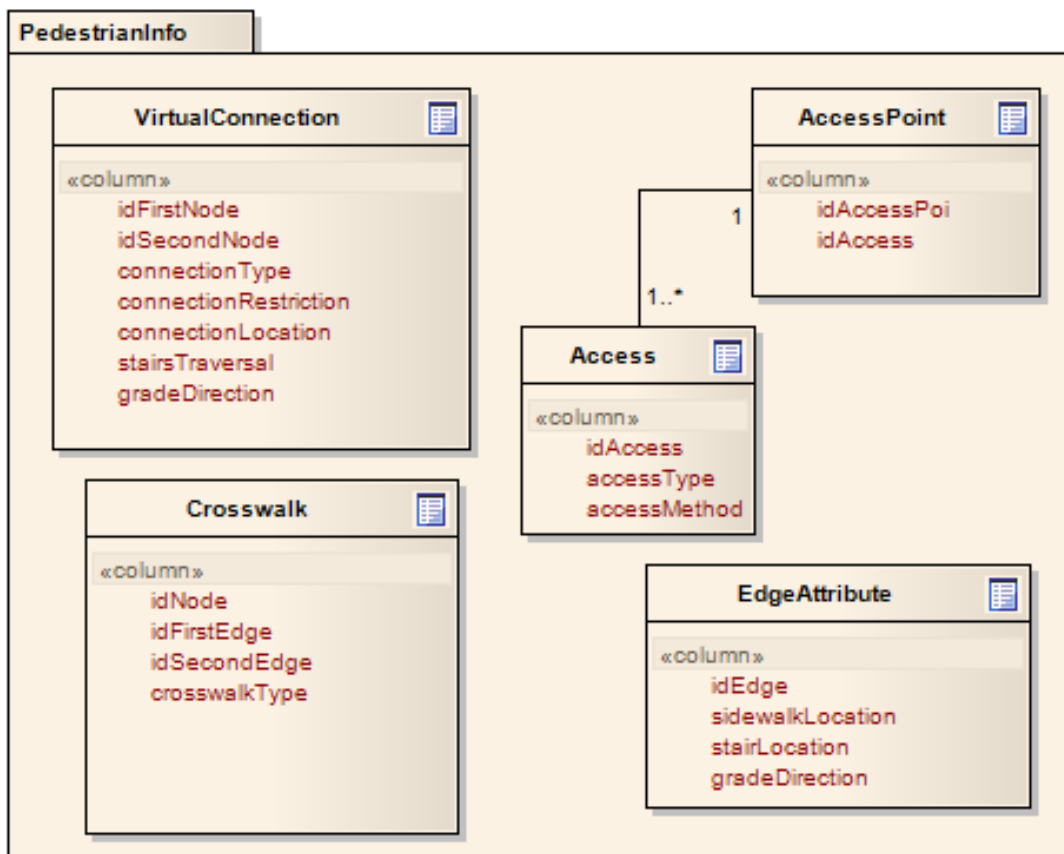 PedestrianInfo
VirtualConnection
«column»
idFirstNode
idSecondNode
connectionType
connectionRestriction
connectionLocation
stairsTraversal
gradeDirection
AccessPoint
«column»
idAccessPoi
idAccess
1
1..*
Access
«column»
idAccess
accessType
accessMethod
Crosswalk
«column»
idNode
idFirstEdge
idSecondEdge
crosswalkType
EdgeAttribute
«column»
idEdge
sidewalkLocation
stairLocation
gradeDirection